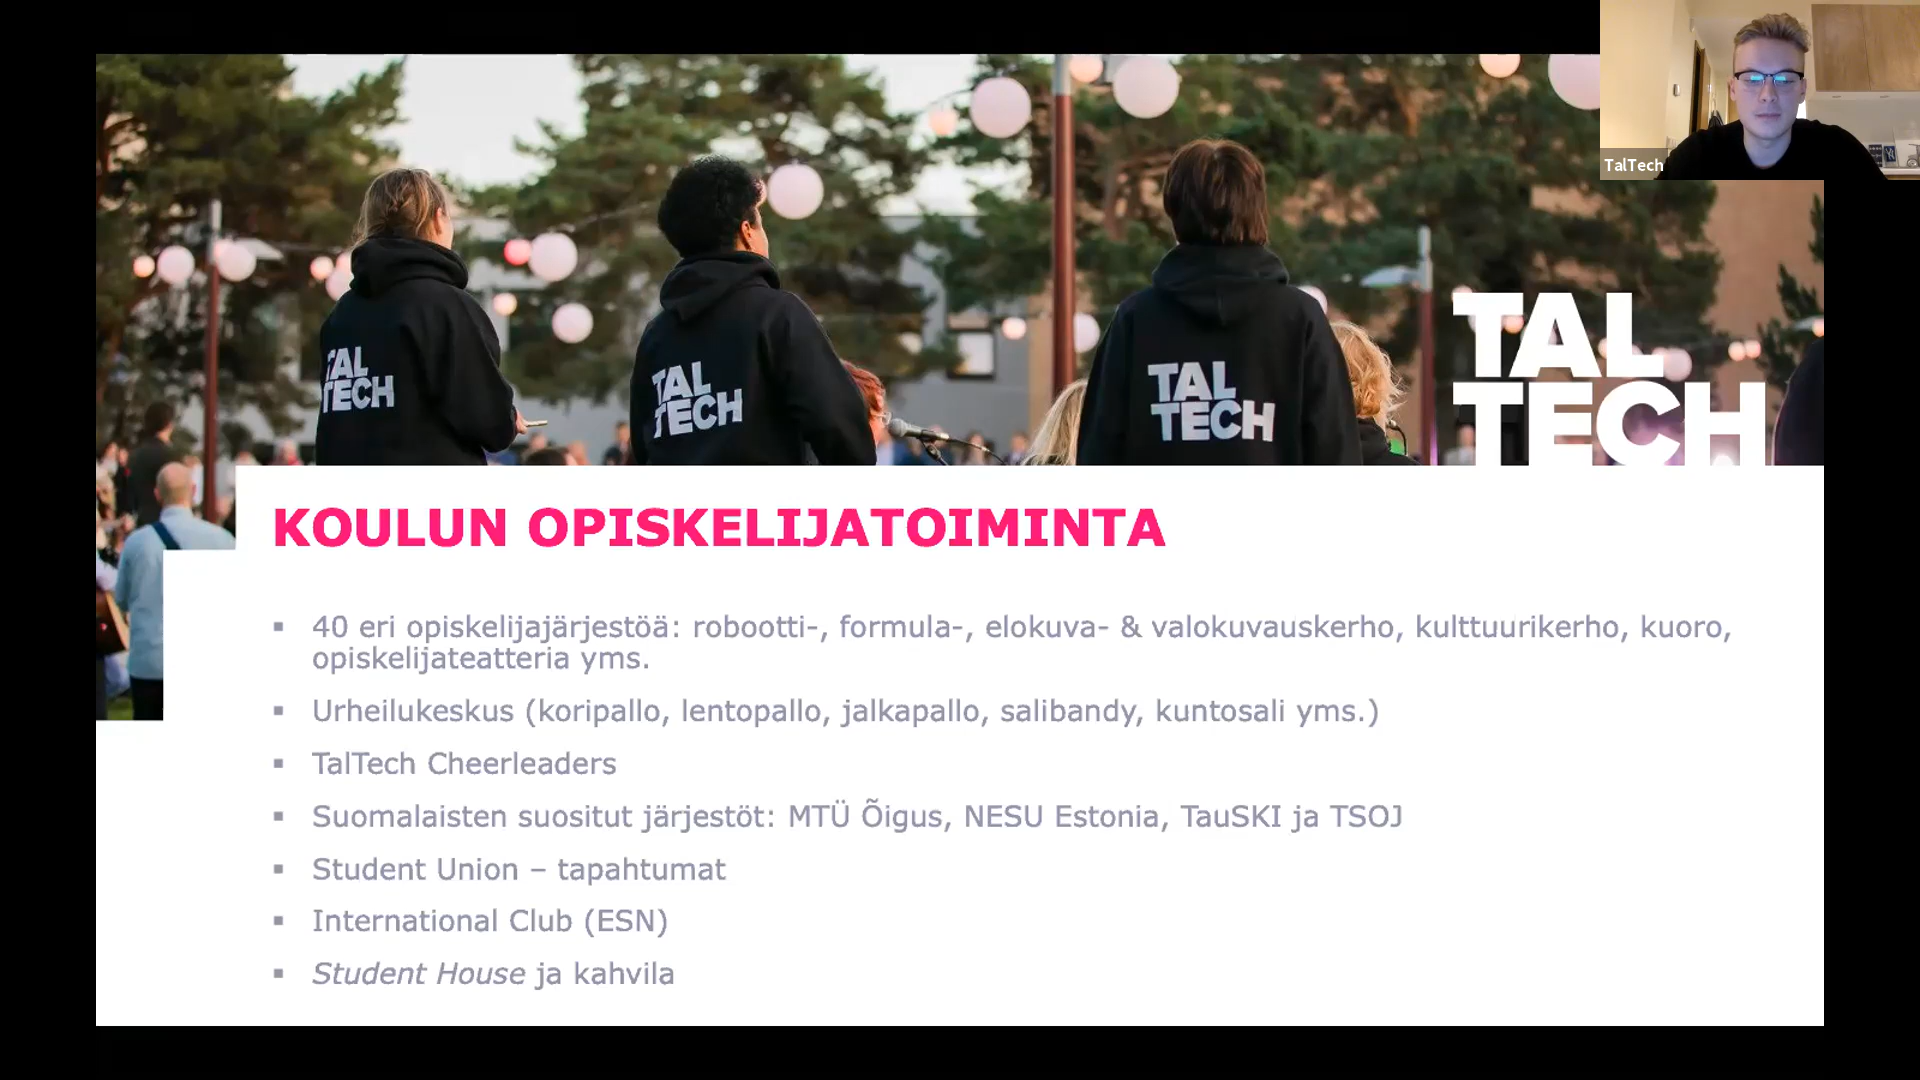 TalTech
TAL
TECH
TAL
TECH
TAL
TECH
TAL
TECH
KOULUN OPISKELIJATOIMINTA
▪ 40 eri opiskelijajärjestöä: robootti-, formula-, elokuva- & valokuvauskerho, kulttuurikerho, kuoro,
opiskelijateatteria yms.
▪ Urheilukeskus (koripallo, lentopallo, jalkapallo, salibandy, kuntosali yms.)
▪ TalTech Cheerleaders
▪ Suomalaisten suositut järjestöt: MTÜ Õigus, NESU Estonia, TauSKI ja TSOJ
▪ Student Union – tapahtumat
▪ International Club (ESN)
▪ Student House ja kahvila